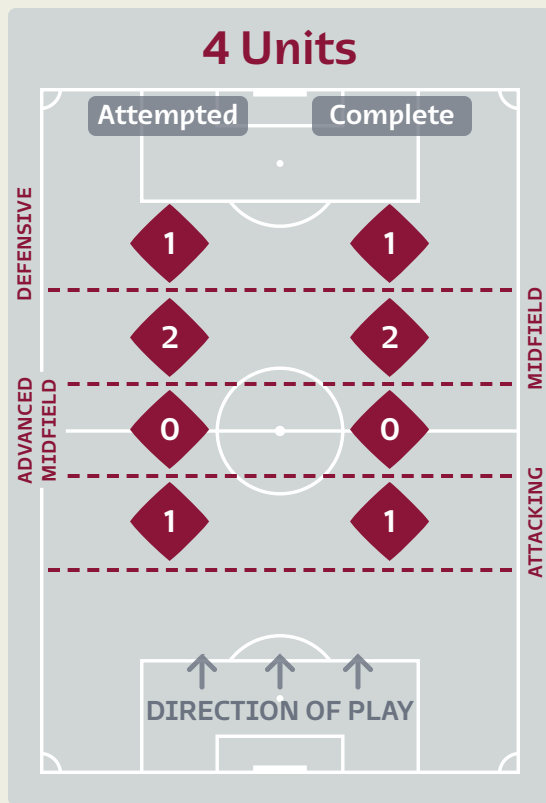 4 Units
Attempted Complete
DEFENSIVE
1 1
MIDFIELD
2 2
ADVANCED
MIDFIELD
0 0
ATTACKING
1 1
DIRECTION OF PLAY